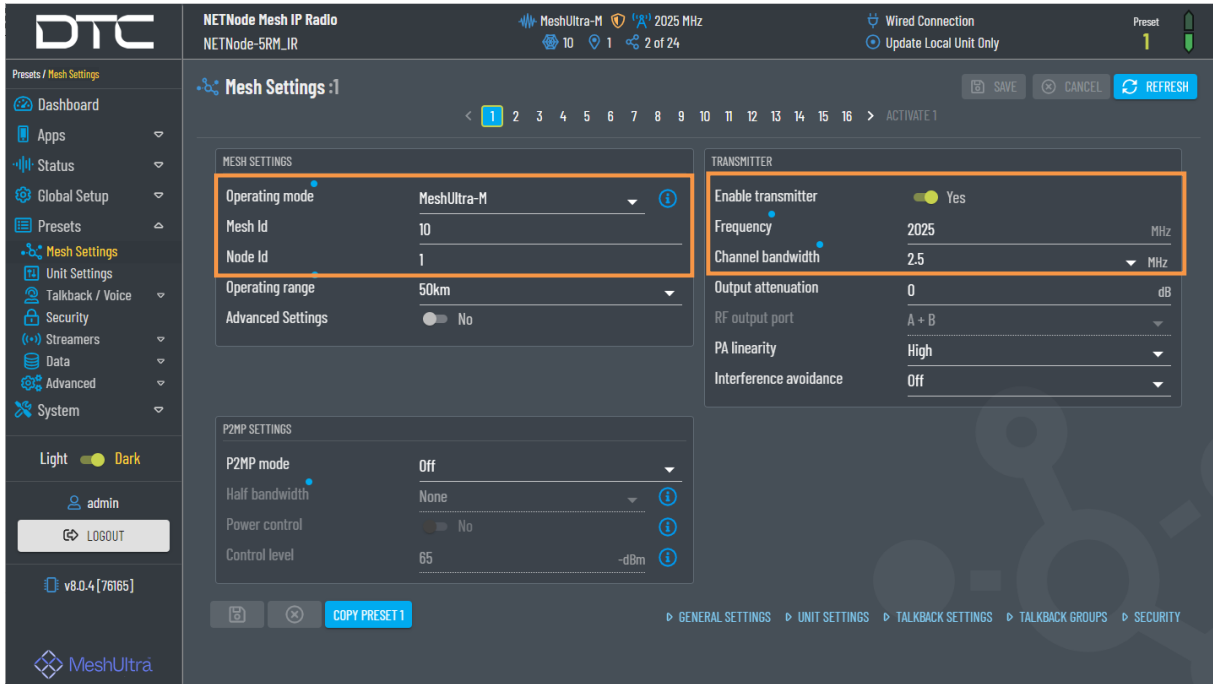 DTC
NETNode Mesh IP Radio
NETNode-5RM_IR
MeshUltra-M 2025 MHz
10 1 2 of 24
Wired Connection
Update Local Unit Only
Preset
1
Presets / Mesh Settings
Dashboard
Apps
Status
Global Setup
Presets
Mesh Settings
Unit Settings
Talkback / Voice
Security
Streamers
Data
Advanced
System
Light Dark
admin
LOGOUT
v8.0.4 [76165]
MeshUltra
Mesh Settings :1
SAVE CANCEL REFRESH
< 1 2 3 4 5 6 7 8 9 10 11 12 13 14 15 16 > ACTIVATE 1
MESH SETTINGS
Operating mode MeshUltra-M
Mesh Id 10
Node Id 1
Operating range 50km
Advanced Settings No
TRANSMITTER
Enable transmitter Yes
Frequency 2025 MHz
Channel bandwidth 2.5 MHz
Output attenuation 0 dB
RF output port A + B
PA linearity High
Interference avoidance Off
P2MP SETTINGS
P2MP mode Off
Half bandwidth None
Power control No
Control level 65 -dBm
COPY PRESET 1
GENERAL SETTINGS UNIT SETTINGS TALKBACK SETTINGS TALKBACK GROUPS SECURITY